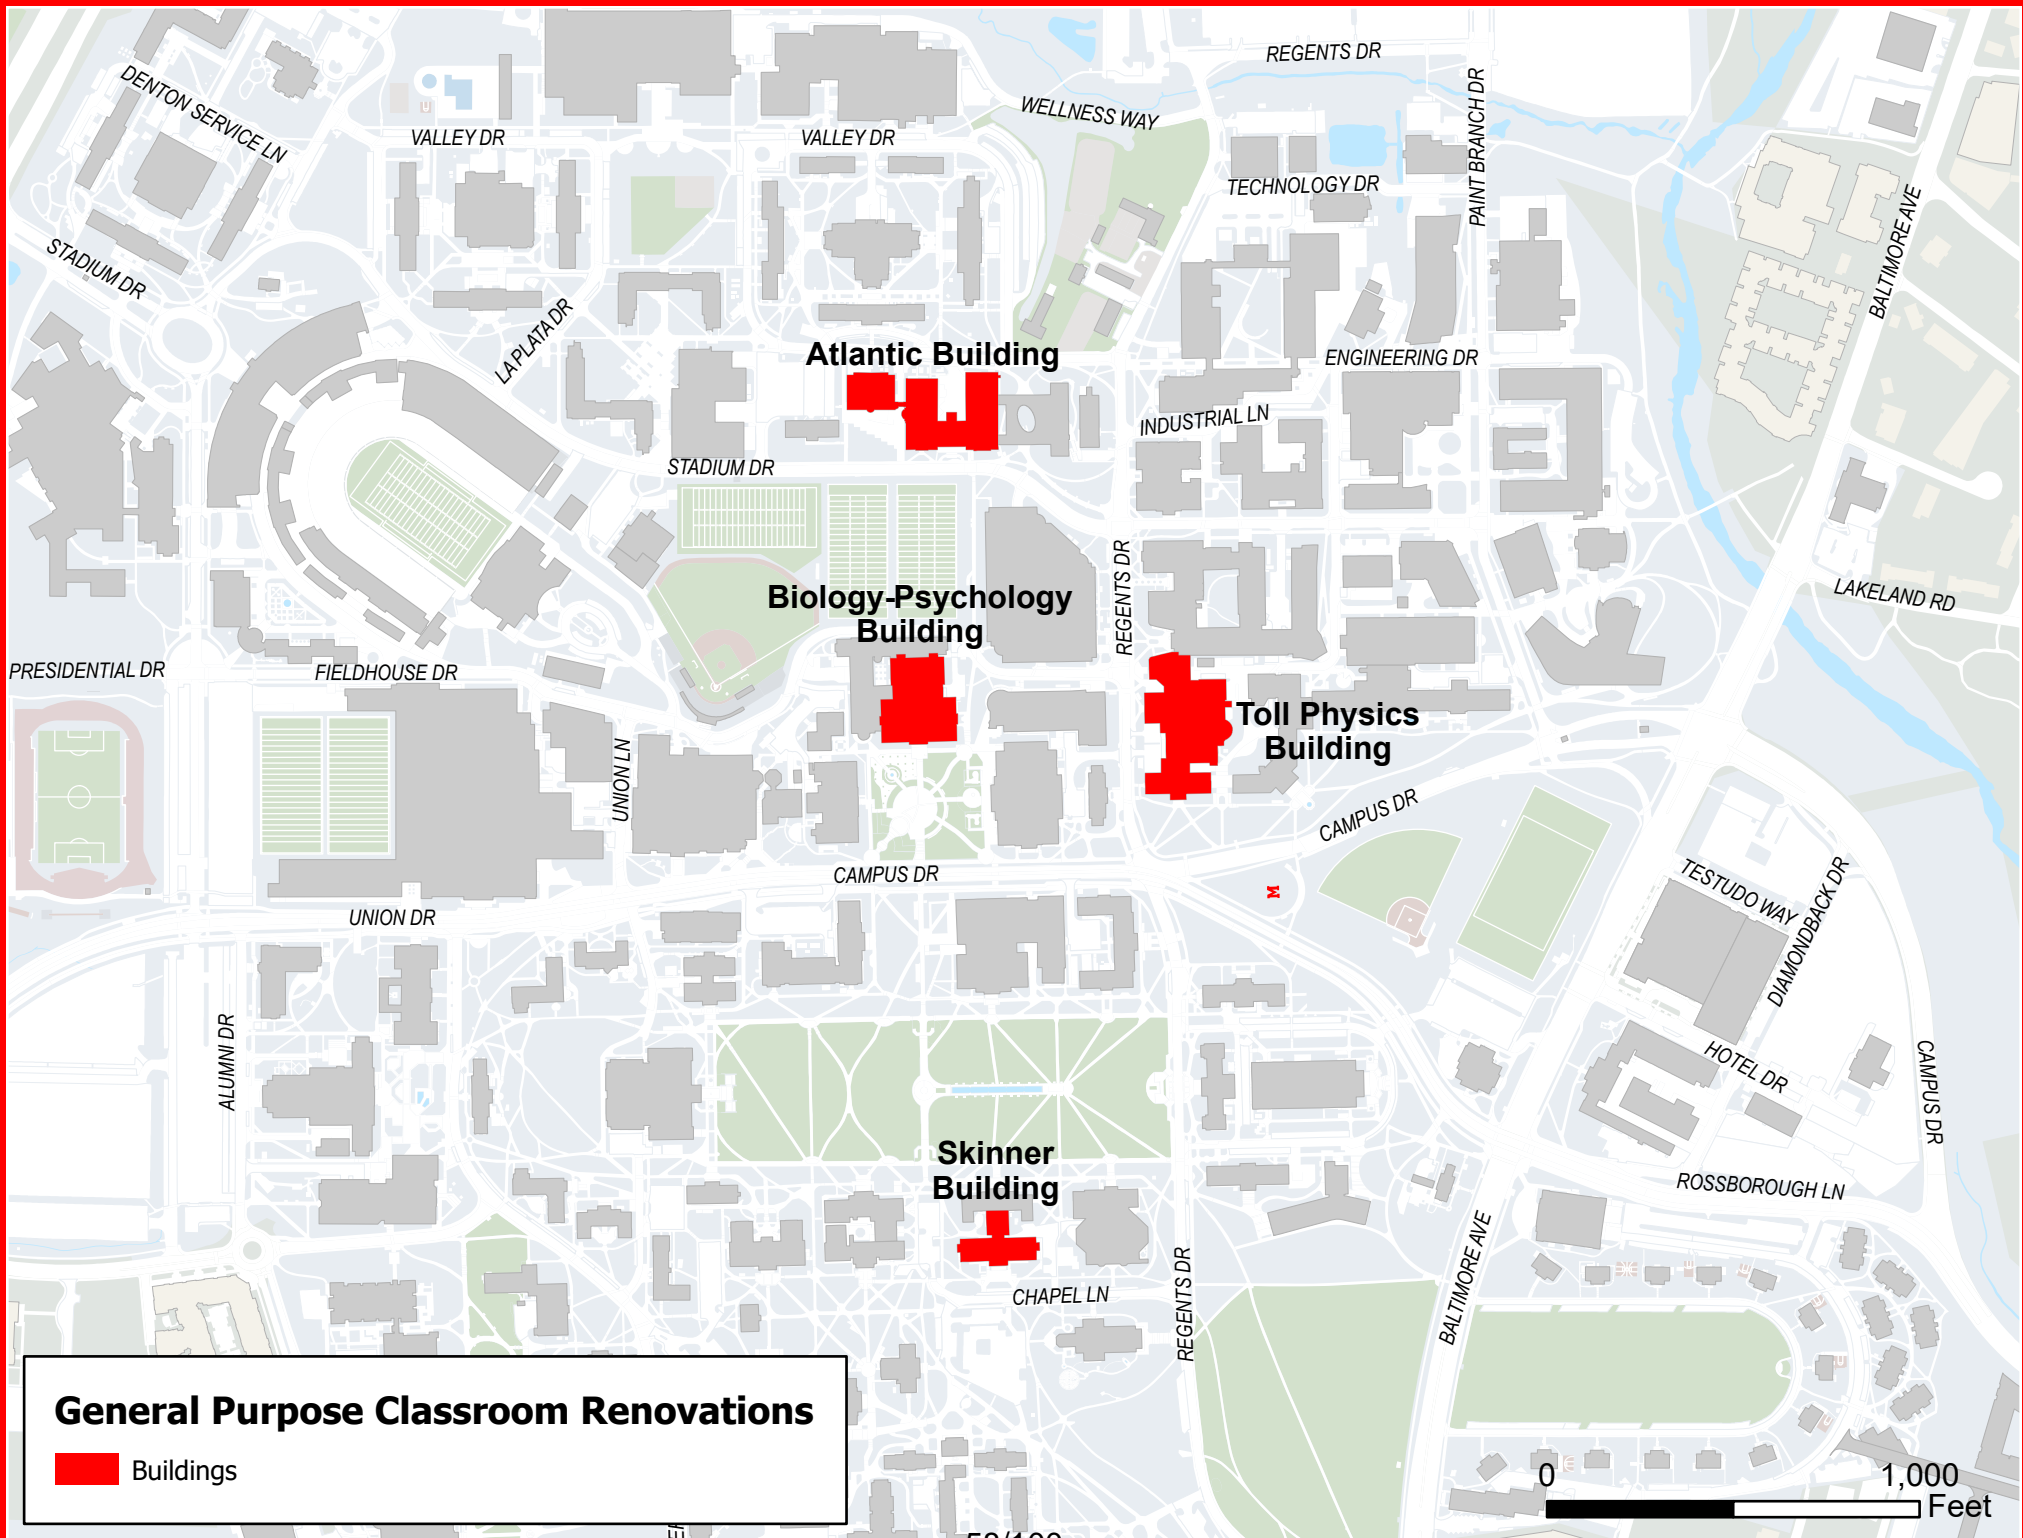 REGENTS DR
DENTON SERVICE LN
PAINT BRANCH DR
WELLNESS WAY
VALLEY DR
VALLEY DR
TECHNOLOGY DR
BALTIMORE AVE
STADIUM DR
LA PLATA DR
Atlantic Building
ENGINEERING DR
INDUSTRIAL LN
STADIUM DR
REGENTS DR
Biology-Psychology
Building
LAKELAND RD
PRESIDENTIAL DR
FIELDHOUSE DR
Toll Physics
Building
UNION LN
CAMPUS DR
CAMPUS DR
TESTUDO WAY
DIAMONDBACK DR
M
UNION DR
ALUMNI DR
HOTEL DR
CAMPUS DR
Skinner
Building
ROSSBOROUGH LN
BALTIMORE AVE
REGENTS DR
CHAPEL LN
General Purpose Classroom Renovations
Buildings
0 1,000
Feet